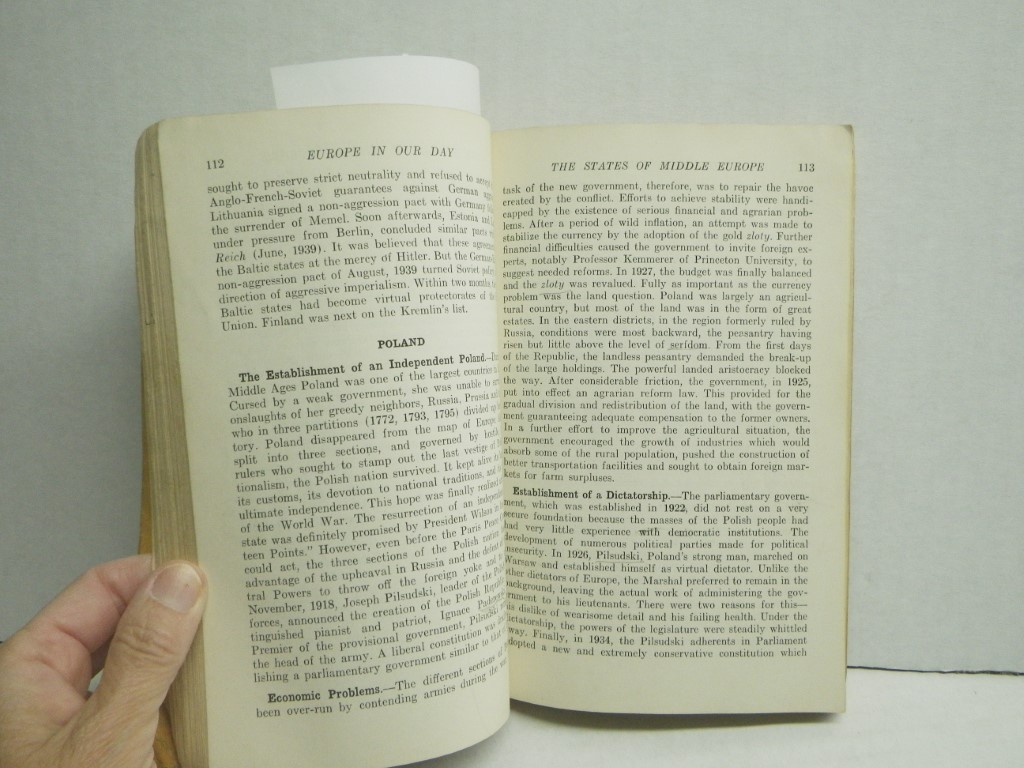 112 EUROPE IN OUR DAY
sought to preserve strict neutrality and refused to
Anglo-French-Soviet guarantees against German
Lithuania signed a non-aggression pact with Germany
the surrender of Memel. Soon afterwards, Estonia and
under pressure from Berlin, concluded similar pacts
Reich (June, 1939). It was believed that these
the Baltic states at the mercy of Hitler. But the
non-aggression pact of August, 1939 turned Soviet
direction of aggressive imperialism. Within two months
Baltic states had become virtual protectorates of
Union. Finland was next on the Kremlin's list.
POLAND
The Establishment of an Independent Poland.—
Middle Ages Poland was one of the largest countries
Cursed by a weak government, she was unable to
onslaughts of her greedy neighbors, Russia, Prussia
who in three partitions (1772, 1793, 1795) divided
tory. Poland disappeared from the map of Europe,
split into three sections, and governed by
rulers who sought to stamp out the last vestige of
tionalism, the Polish nation survived. It kept alive
its customs, its devotion to national traditions, and
ultimate independence. This hope was finally realized
of the World War. The resurrection of an
state was definitely promised by President Wilson
teen Points." However, even before the Paris Peace
could act, the three sections of the Polish nation
advantage of the upheaval in Russia and the defeat
tral Powers to throw off the foreign yoke and
November, 1918, Joseph Pilsudski, leader of the
forces, announced the creation of the Polish
tinguished pianist and patriot, Ignace
Premier of the provisional government, Pilsudski
the head of the army. A liberal constitution was
lishing a parliamentary government similar to that
Economic Problems.—The different sections of
been over-run by contending armies during the
THE STATES OF MIDDLE EUROPE 113
task of the new government, therefore, was to repair the havoc
created by the conflict. Efforts to achieve stability were handi-
capped by the existence of serious financial and agrarian prob-
lems. After a period of wild inflation, an attempt was made to
stabilize the currency by the adoption of the gold zloty. Further
financial difficulties caused the government to invite foreign ex-
perts, notably Professor Kemmerer of Princeton University, to
suggest needed reforms. In 1927, the budget was finally balanced
and the zloty was revalued. Fully as important as the currency
problem was the land question. Poland was largely an agricul-
tural country, but most of the land was in the form of great
estates. In the eastern districts, in the region formerly ruled by
Russia, conditions were most backward, the peasantry having
risen but little above the level of serfdom. From the first days
of the Republic, the landless peasantry demanded the break-up
of the large holdings. The powerful landed aristocracy blocked
the way. After considerable friction, the government, in 1925,
put into effect an agrarian reform law. This provided for the
gradual division and redistribution of the land, with the govern-
ment guaranteeing adequate compensation to the former owners.
In a further effort to improve the agricultural situation, the
government encouraged the growth of industries which would
absorb some of the rural population, pushed the construction of
better transportation facilities and sought to obtain foreign mar-
kets for farm surpluses.
Establishment of a Dictatorship.—The parliamentary govern-
ment, which was established in 1922, did not rest on a very
secure foundation because the masses of the Polish people had
had very little experience with democratic institutions. The
development of numerous political parties made for political
insecurity. In 1926, Pilsudski, Poland's strong man, marched on
Warsaw and established himself as virtual dictator. Unlike the
other dictators of Europe, the Marshal preferred to remain in the
background, leaving the actual work of administering the gov-
ernment to his lieutenants. There were two reasons for this—
his dislike of wearisome detail and his failing health. Under the
dictatorship, the powers of the legislature were steadily whittled
away. Finally, in 1934, the Pilsudski adherents in Parliament
adopted a new and extremely conservative constitution which